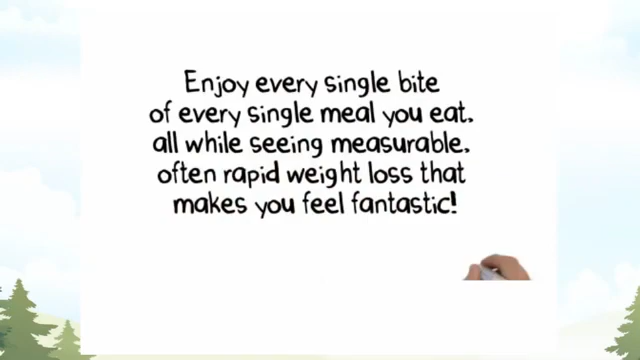 Enjoy every single bite
of every single meal you eat,
all while seeing measurable,
often rapid weight loss that
makes you feel fantastic!